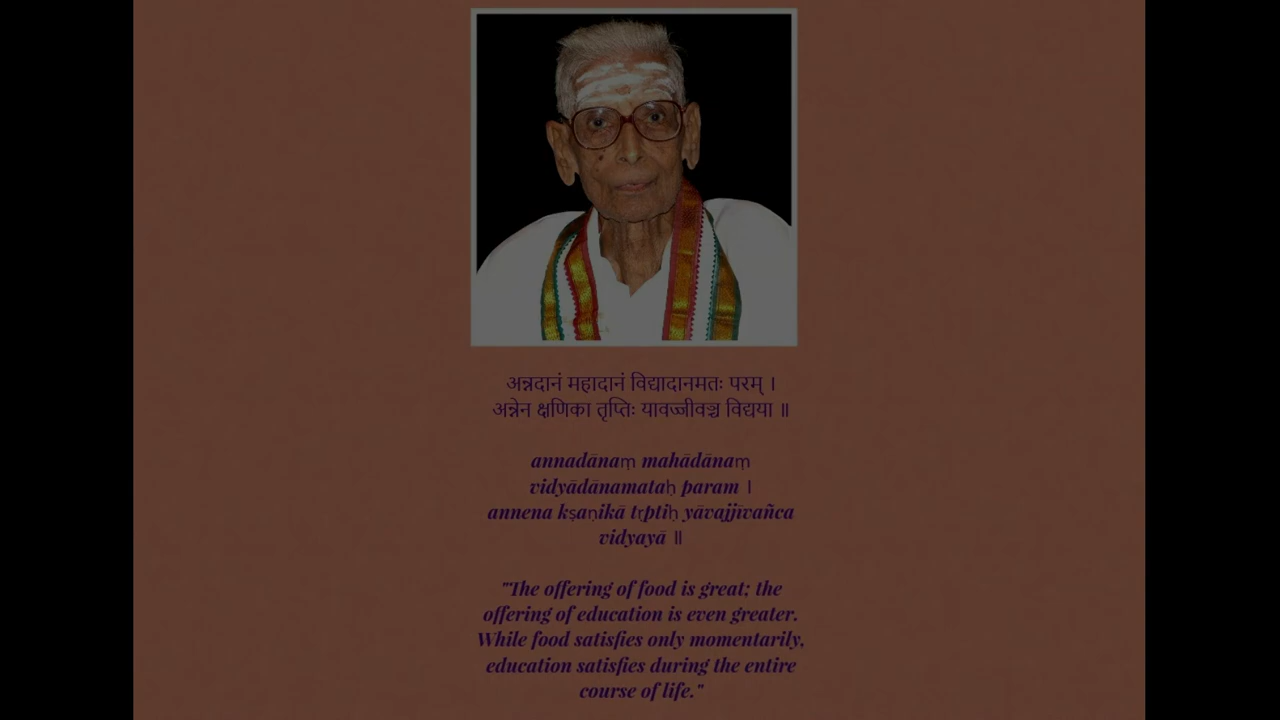 अन्नदानं महादानं विद्यादानमतः परम् ।
अन्नेन क्षणिका तृप्तिः यावज्जीवञ्च विद्यया ॥
annadānaṃ mahādānaṃ
vidyādānamataḥ param ।
annena kṣaṇikā tṛptiḥ yāvajjīvañca
vidyayā ॥
"The offering of food is great; the
offering of education is even greater.
While food satisfies only momentarily,
education satisfies during the entire
course of life."